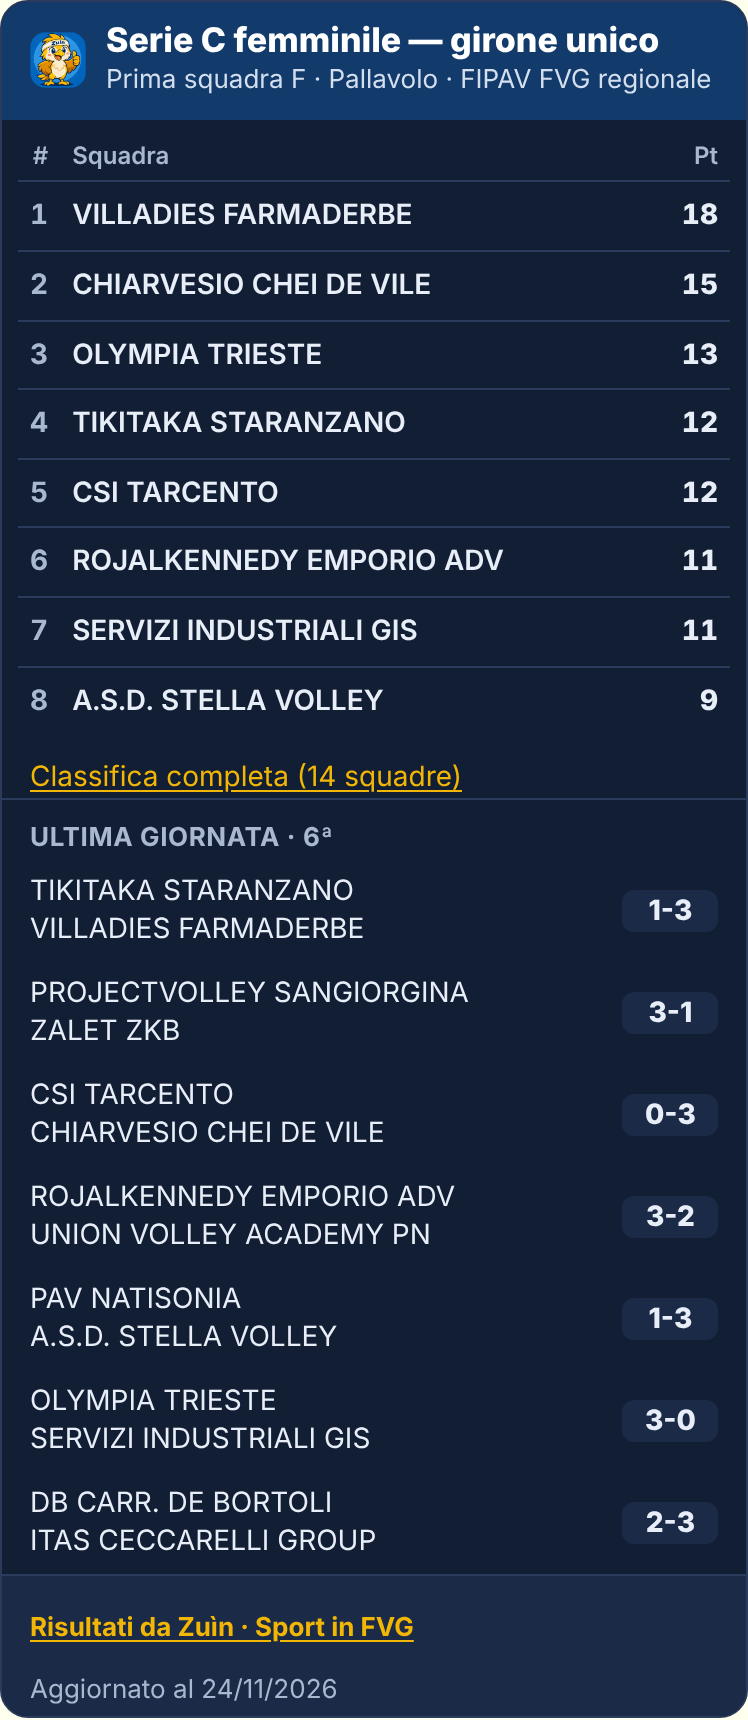 Zuìn
Serie C femminile — girone unico
Prima squadra F · Pallavolo · FIPAV FVG regionale
# Squadra Pt
1 VILLADIES FARMADERBE 18
2 CHIARVESIO CHEI DE VILE 15
3 OLYMPIA TRIESTE 13
4 TIKITAKA STARANZANO 12
5 CSI TARCENTO 12
6 ROJALKENNEDY EMPORIO ADV 11
7 SERVIZI INDUSTRIALI GIS 11
8 A.S.D. STELLA VOLLEY 9
Classifica completa (14 squadre)
ULTIMA GIORNATA · 6ª
TIKITAKA STARANZANO
VILLADIES FARMADERBE
1-3
PROJECTVOLLEY SANGIORGINA
ZALET ZKB
3-1
CSI TARCENTO
CHIARVESIO CHEI DE VILE
0-3
ROJALKENNEDY EMPORIO ADV
UNION VOLLEY ACADEMY PN
3-2
PAV NATISONIA
A.S.D. STELLA VOLLEY
1-3
OLYMPIA TRIESTE
SERVIZI INDUSTRIALI GIS
3-0
DB CARR. DE BORTOLI
ITAS CECCARELLI GROUP
2-3
Risultati da Zuìn · Sport in FVG
Aggiornato al 24/11/2026